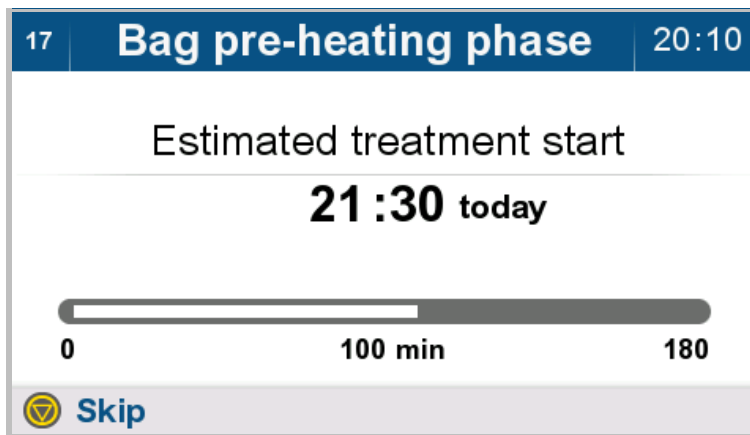 17 Bag pre-heating phase 20:10
Estimated treatment start
21:30 today
0 100 min 180
Skip